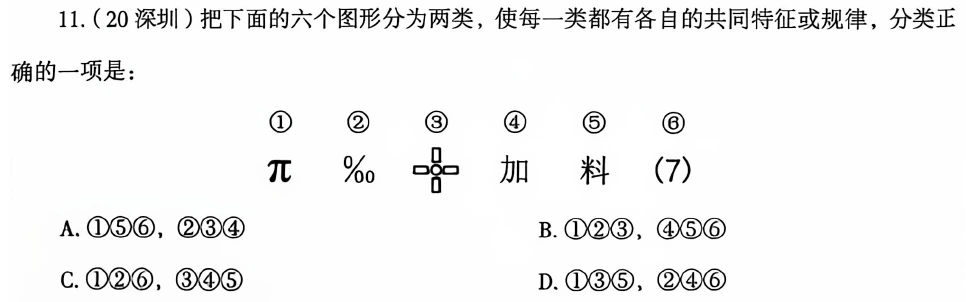 11.(20 深圳)把下面的六个图形分为两类，使每一类都有各自的共同特征或规律，分类正
确的一项是：
① ② ③ ④ ⑤ ⑥
π ‰ 加 料 (7)
A. ①⑤⑥，②③④ B. ①②③，④⑤⑥
C. ①②⑥，③④⑤ D. ①③⑤，②④⑥